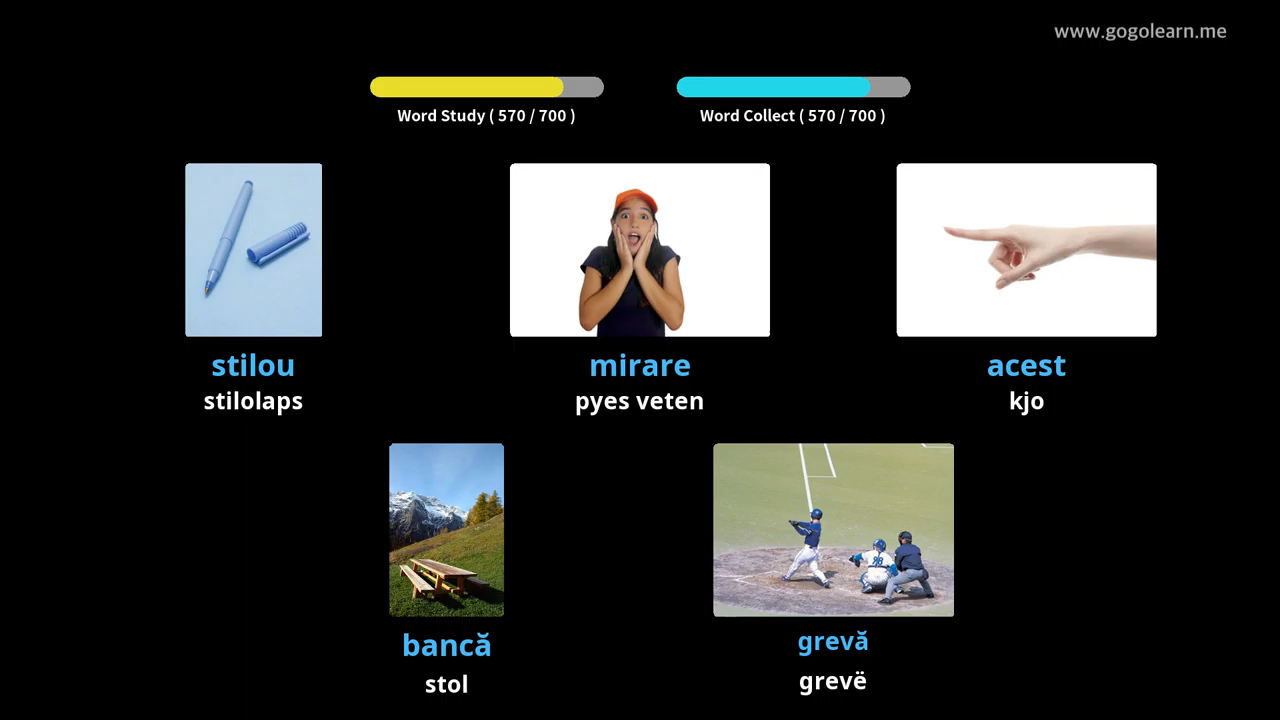 www.gogolearn.me
Word Study ( 570 / 700 )
Word Collect ( 570 / 700 )
stilou
stilolaps
mirare
pyes veten
acest
kjo
bancă
stol
grevă
grevë